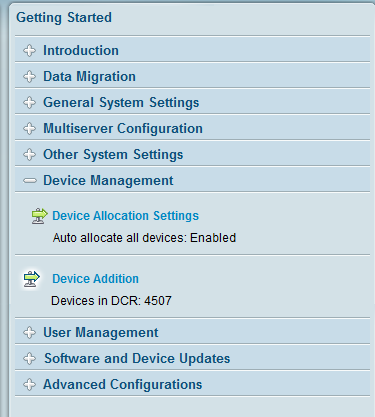 Getting Started
Introduction
Data Migration
General System Settings
Multiserver Configuration
Other System Settings
Device Management
Device Allocation Settings
Auto allocate all devices: Enabled
Device Addition
Devices in DCR: 4507
User Management
Software and Device Updates
Advanced Configurations